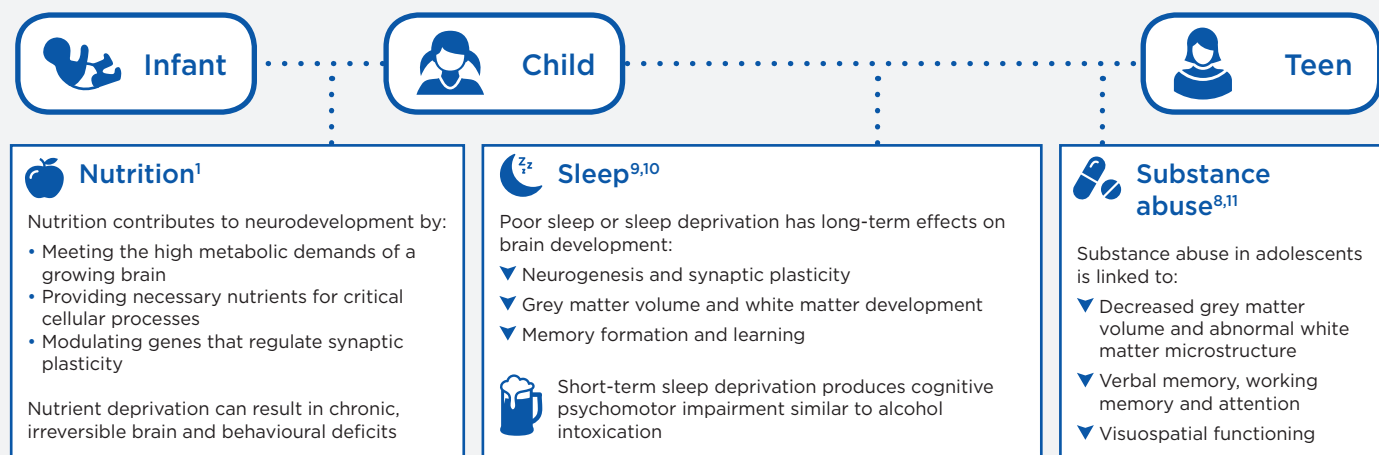 Infant
Child
Teen
Nutrition1
Nutrition contributes to neurodevelopment by:
• Meeting the high metabolic demands of a
growing brain
• Providing necessary nutrients for critical
cellular processes
• Modulating genes that regulate synaptic
plasticity
Nutrient deprivation can result in chronic,
irreversible brain and behavioural deficits
zzz
Sleep9,10
Poor sleep or sleep deprivation has long-term effects on
brain development:
Neurogenesis and synaptic plasticity
Grey matter volume and white matter development
Memory formation and learning
Short-term sleep deprivation produces cognitive
psychomotor impairment similar to alcohol
intoxication
Substance
abuse8,11
Substance abuse in adolescents
is linked to:
Decreased grey matter
volume and abnormal white
matter microstructure
Verbal memory, working
memory and attention
Visuospatial functioning